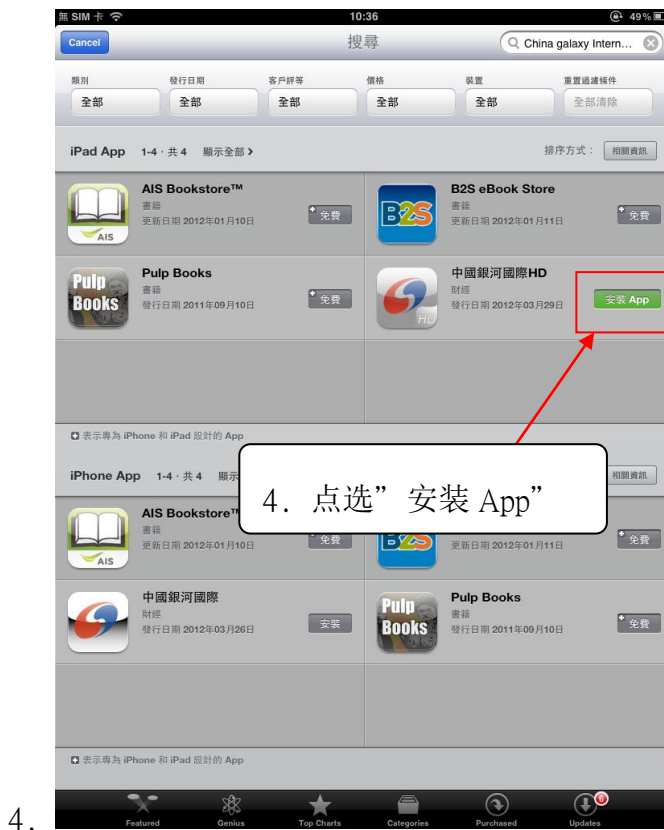 無 SIM 卡 10:36 49%
Cancel 搜尋 China galaxy Intern...
類別 發行日期 客戶評等 價格 裝置 重置過濾條件
全部 全部 全部 全部 全部 全部清除
iPad App 1-4，共 4 顯示全部 > 排序方式： 相關資訊
AIS Bookstore™
書籍
更新日期 2012年01月10日
免費
AIS
B2S eBook Store
書籍
更新日期 2012年01月11日
免費
B2S
Pulp Books
書籍
發行日期 2011年09月10日
免費
Pulp
Books
中國銀河國際HD
財經
發行日期 2012年03月29日
安裝 App
HD
表示專為 iPhone 和 iPad 設計的 App
4. 点选”安装 App”
iPhone App 1-4，共 4 顯示 相關資訊
AIS Bookstore™
書籍
更新日期 2012年01月10日
免費
AIS
B2S
更新日期 2012年01月11日
免費
中國銀河國際
財經
發行日期 2012年03月26日
安裝
Pulp Books
書籍
發行日期 2011年09月10日
免費
Pulp
Books
表示專為 iPhone 和 iPad 設計的 App
6
Featured Genius Top Charts Categories Purchased Updates
4.